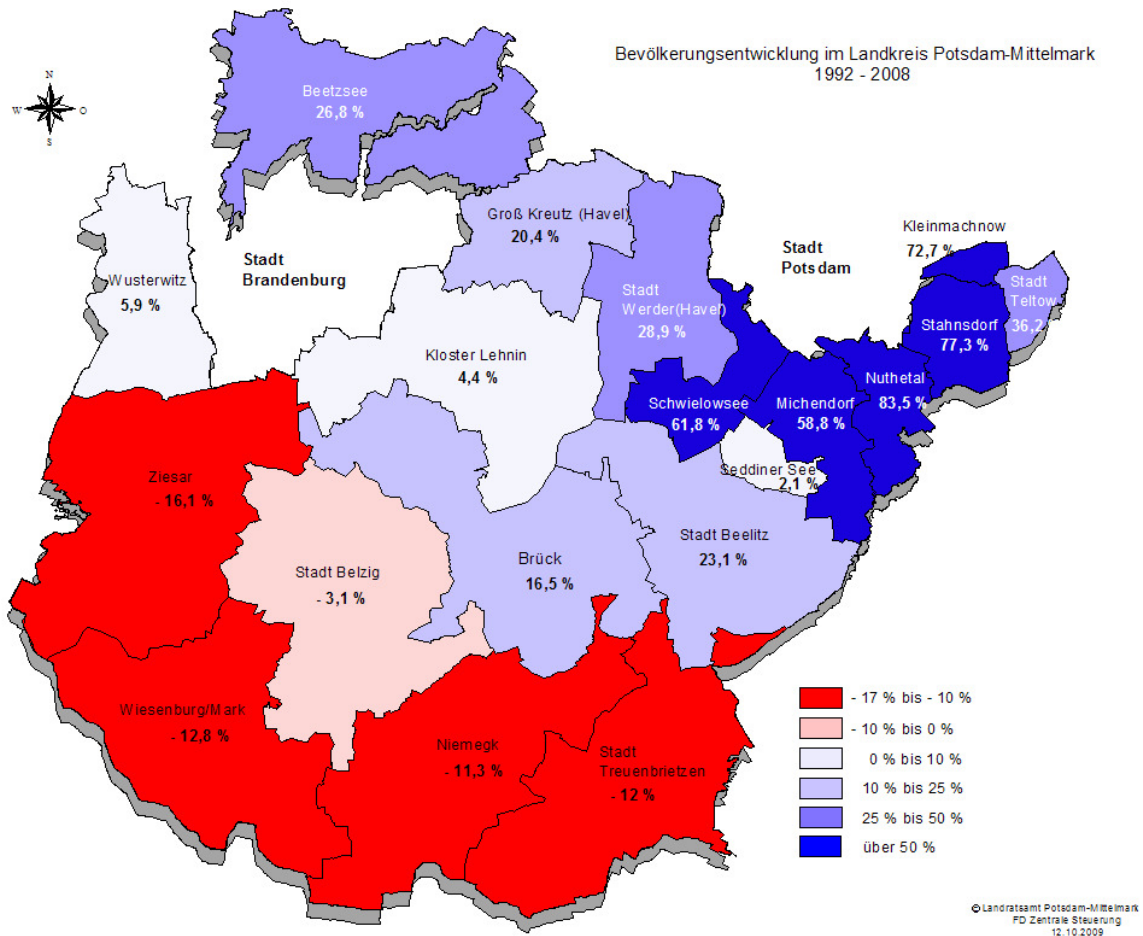 Bevölkerungsentwicklung im Landkreis Potsdam-Mittelmark
1992 - 2008
N
W
O
S
Beetzsee
26,8 %
Groß Kreutz (Havel)
20,4 %
Kleinmachnow
72,7 %
Stadt
Potsdam
Stadt
Brandenburg
Wusterwitz
5,9 %
Stadt
Werder(Havel)
28,9 %
Stadt
Teltow
36,2
Stahnsdorf
77,3 %
Kloster Lehnin
4,4 %
Nuthetal
83,5 %
Schwielowsee
61,8 %
Michendorf
58,8 %
Seddiner See
2,1 %
Ziesar
- 16,1 %
Stadt Beelitz
23,1 %
Brück
16,5 %
Stadt Belzig
- 3,1 %
Wiesenburg/Mark
- 12,8 %
Niemegk
- 11,3 %
Stadt
Treuenbrietzen
- 12 %
- 17 % bis - 10 %
- 10 % bis 0 %
0 % bis 10 %
10 % bis 25 %
25 % bis 50 %
über 50 %
© Landratsamt Potsdam-Mittelmark
FD Zentrale Steuerung
12.10.2009